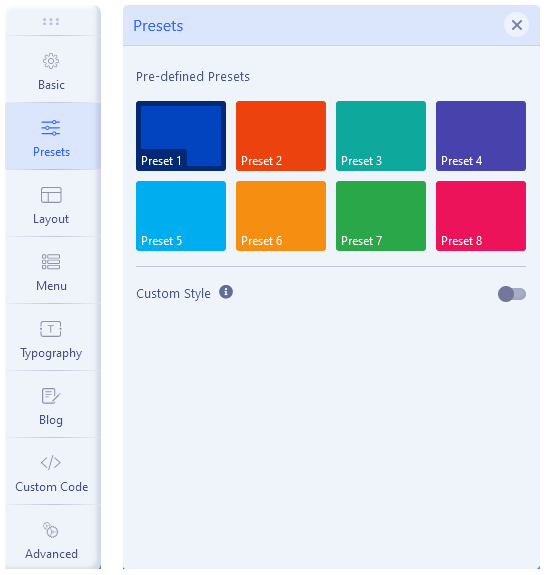 Basic
Presets
Layout
Menu
Typography
Blog
Custom Code
Advanced
Presets
Pre-defined Presets
Preset 1
Preset 2
Preset 3
Preset 4
Preset 5
Preset 6
Preset 7
Preset 8
Custom Style